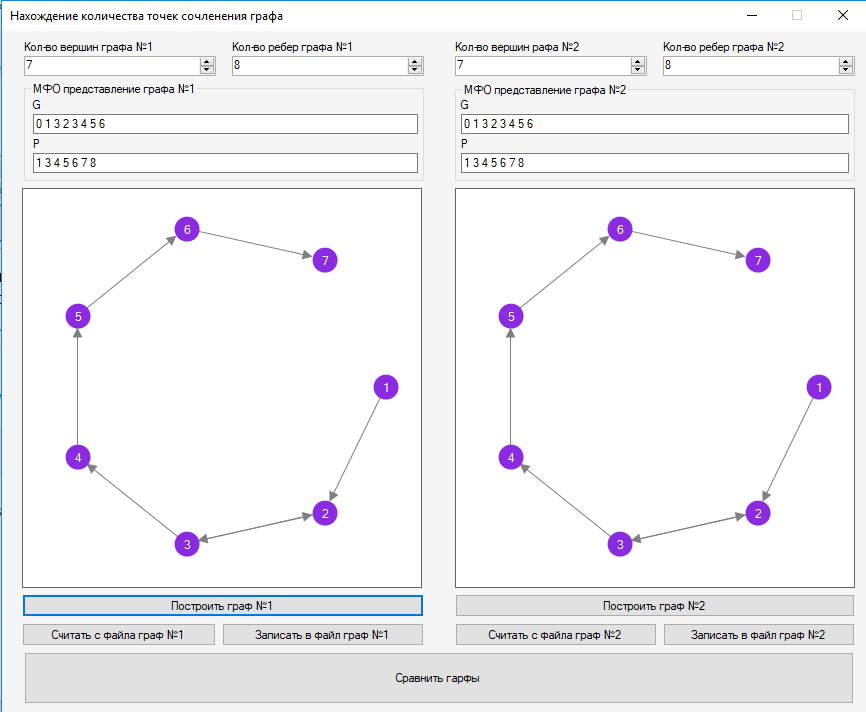 Нахождение количества точек сочленения графа
Кол-во вершин графа №1
Кол-во ребер графа №1
Кол-во вершин рафа №2
Кол-во ребер графа №2
7
8
7
8
МФО представление графа №1
G
0 1 3 2 3 4 5 6
P
1 3 4 5 6 7 8
МФО представление графа №2
G
0 1 3 2 3 4 5 6
P
1 3 4 5 6 7 8
6
7
5
1
4
2
3
6
7
5
1
4
2
3
Построить граф №1
Построить граф №2
Считать с файла граф №1
Записать в файл граф №1
Считать с файла граф №2
Записать в файл граф №2
Сравнить гарфы